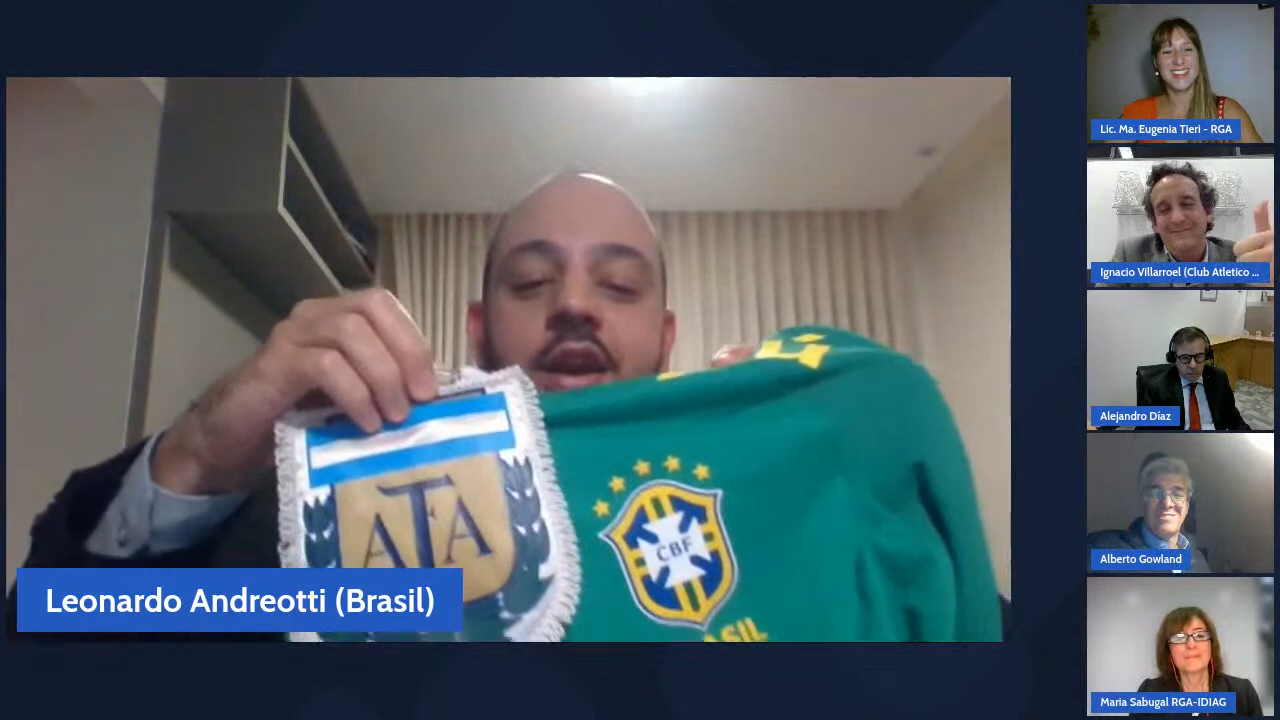 Leonardo Andreotti (Brasil)
AFA
CBF
Lic. Ma. Eugenia Tieri - RGA
Ignacio Villarroel (Club Atletico ...
Alejandro Díaz
Alberto Gowland
Maria Sabugal RGA-IDIAG